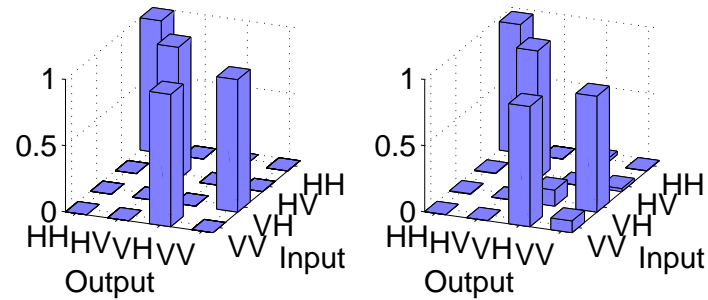 1
0.5
0
HH HV VH VV
VV VH HV HH
Output
Input
1
0.5
0
HH HV VH VV
VV VH HV HH
Output
Input